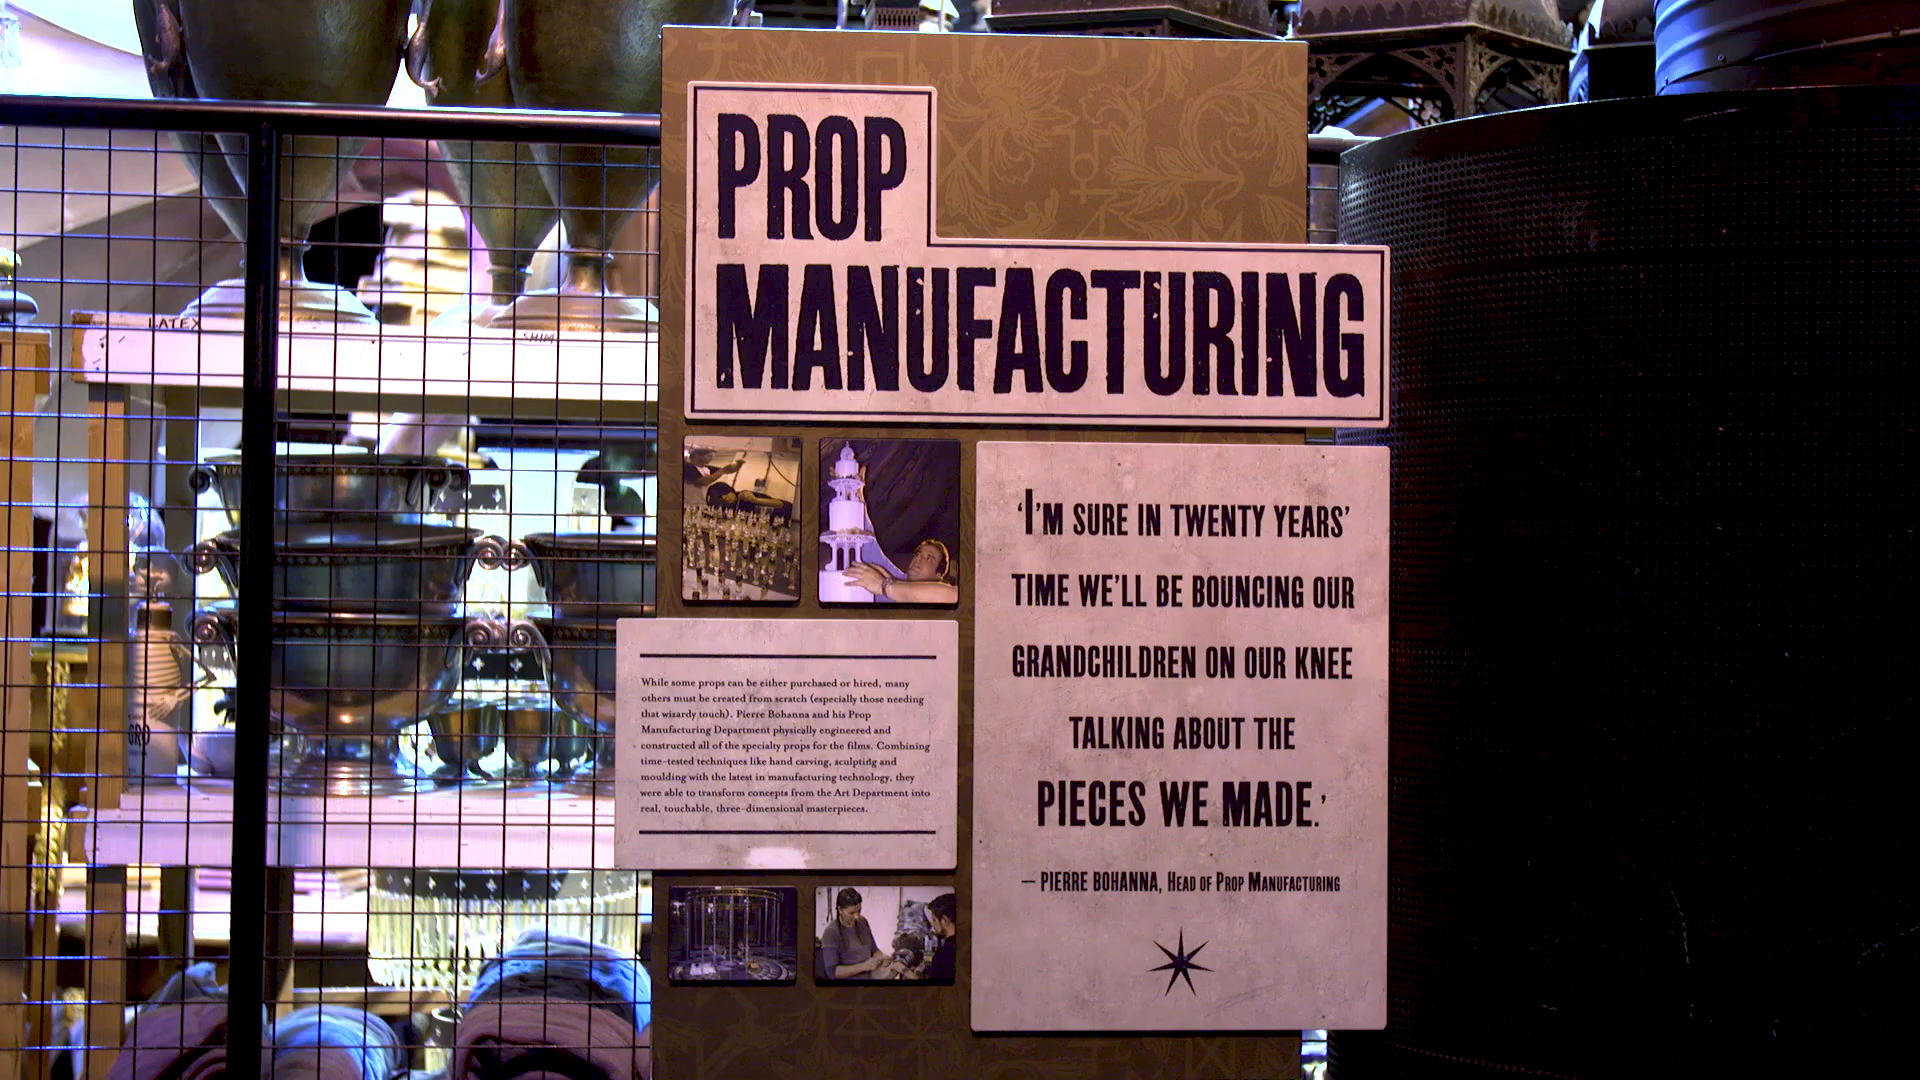 PROP
MANUFACTURING
LATEX
'I'M SURE IN TWENTY YEARS'
TIME WE'LL BE BOUNCING OUR
GRANDCHILDREN ON OUR KNEE
TALKING ABOUT THE
PIECES WE MADE.'
– PIERRE BOHANNA, HEAD OF PROP MANUFACTURING
While some props can be either purchased or hired, many
others must be created from scratch (especially those needing
that wizardy touch). Pierre Bohanna and his Prop
Manufacturing Department physically engineered and
constructed all of the specialty props for the films. Combining
time-tested techniques like hand carving, sculpting and
moulding with the latest in manufacturing technology, they
were able to transform concepts from the Art Department into
real, touchable, three-dimensional masterpieces.